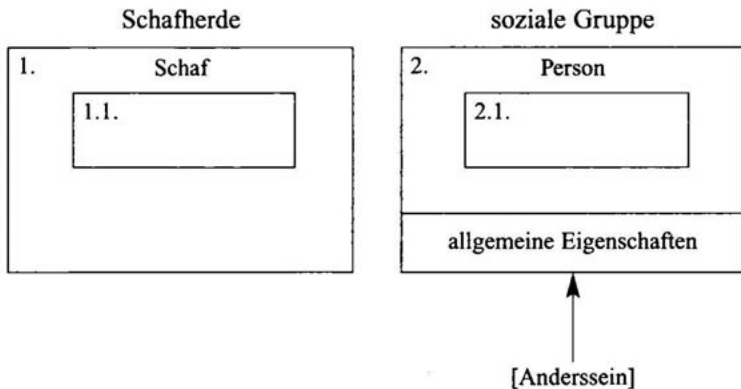 Schafherde
1. Schaf
1.1.
soziale Gruppe
2. Person
2.1.
allgemeine Eigenschaften
[Anderssein]